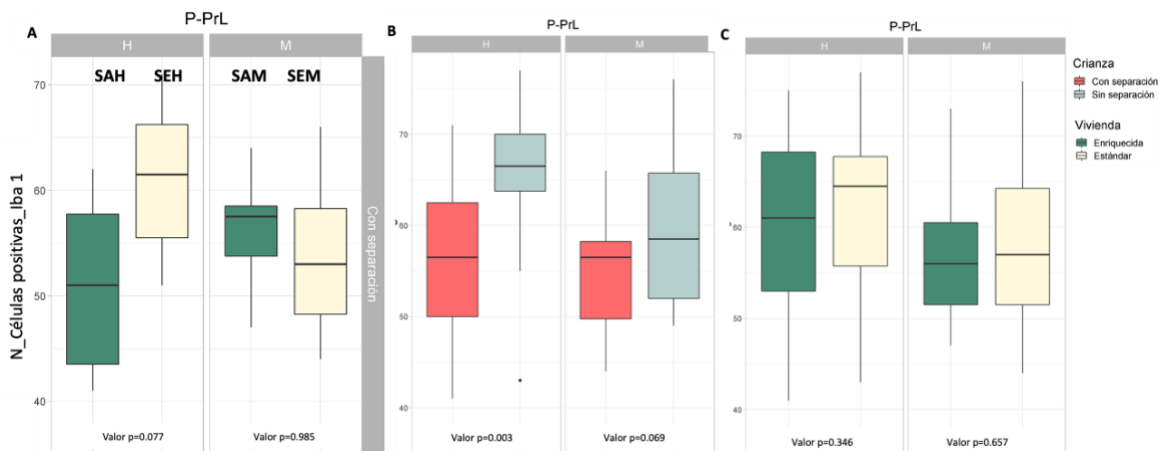 A
P-PrL
H
M
SAH
SEH
SAM
SEM
N_Células positivas_Iba 1
70
60
50
40
Con separación
Valor p=0.077
Valor p=0.985
B
P-PrL
H
M
70
60
50
40
Valor p=0.003
Valor p=0.069
C
P-PrL
H
M
70
60
50
40
Valor p=0.346
Valor p=0.657
Crianza
Con separación
Sin separación
Vivienda
Enriquecida
Estándar